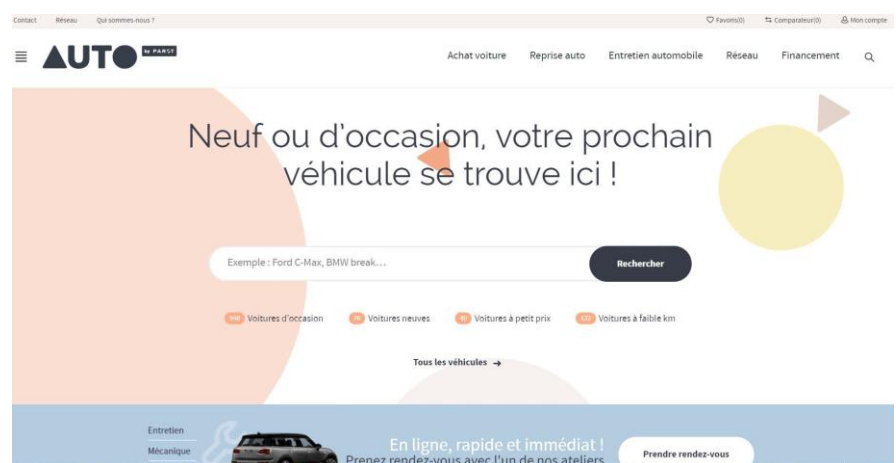 Contact Réseau Qui sommes-nous ?
Favoris(0) Comparateur(0) Mon compte
AUTO by PAROT
Achat voiture Reprise auto Entretien automobile Réseau Financement
Neuf ou d'occasion, votre prochain
véhicule se trouve ici !
Exemple : Ford C-Max, BMW break...
Rechercher
Voitures d'occasion Voitures neuves Voitures à petit prix Voitures à faible km
Tous les véhicules →
Entretien
Mécanique
En ligne, rapide et immédiat !
Prenez rendez-vous avec l'un de nos ateliers
Prendre rendez-vous